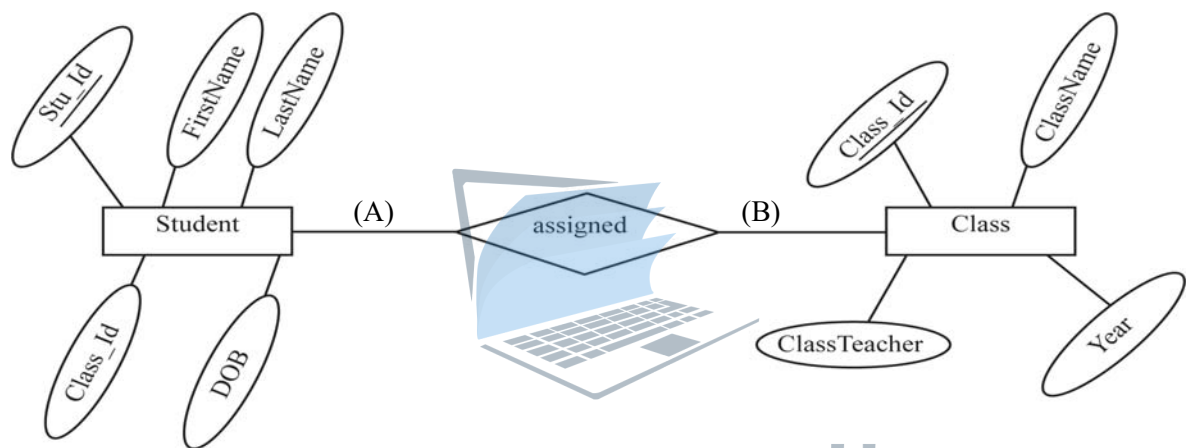 Stu_Id
FirstName
LastName
Class_Id
ClassName
Student
(A)
assigned
(B)
Class
Class_Id
DOB
ClassTeacher
Year